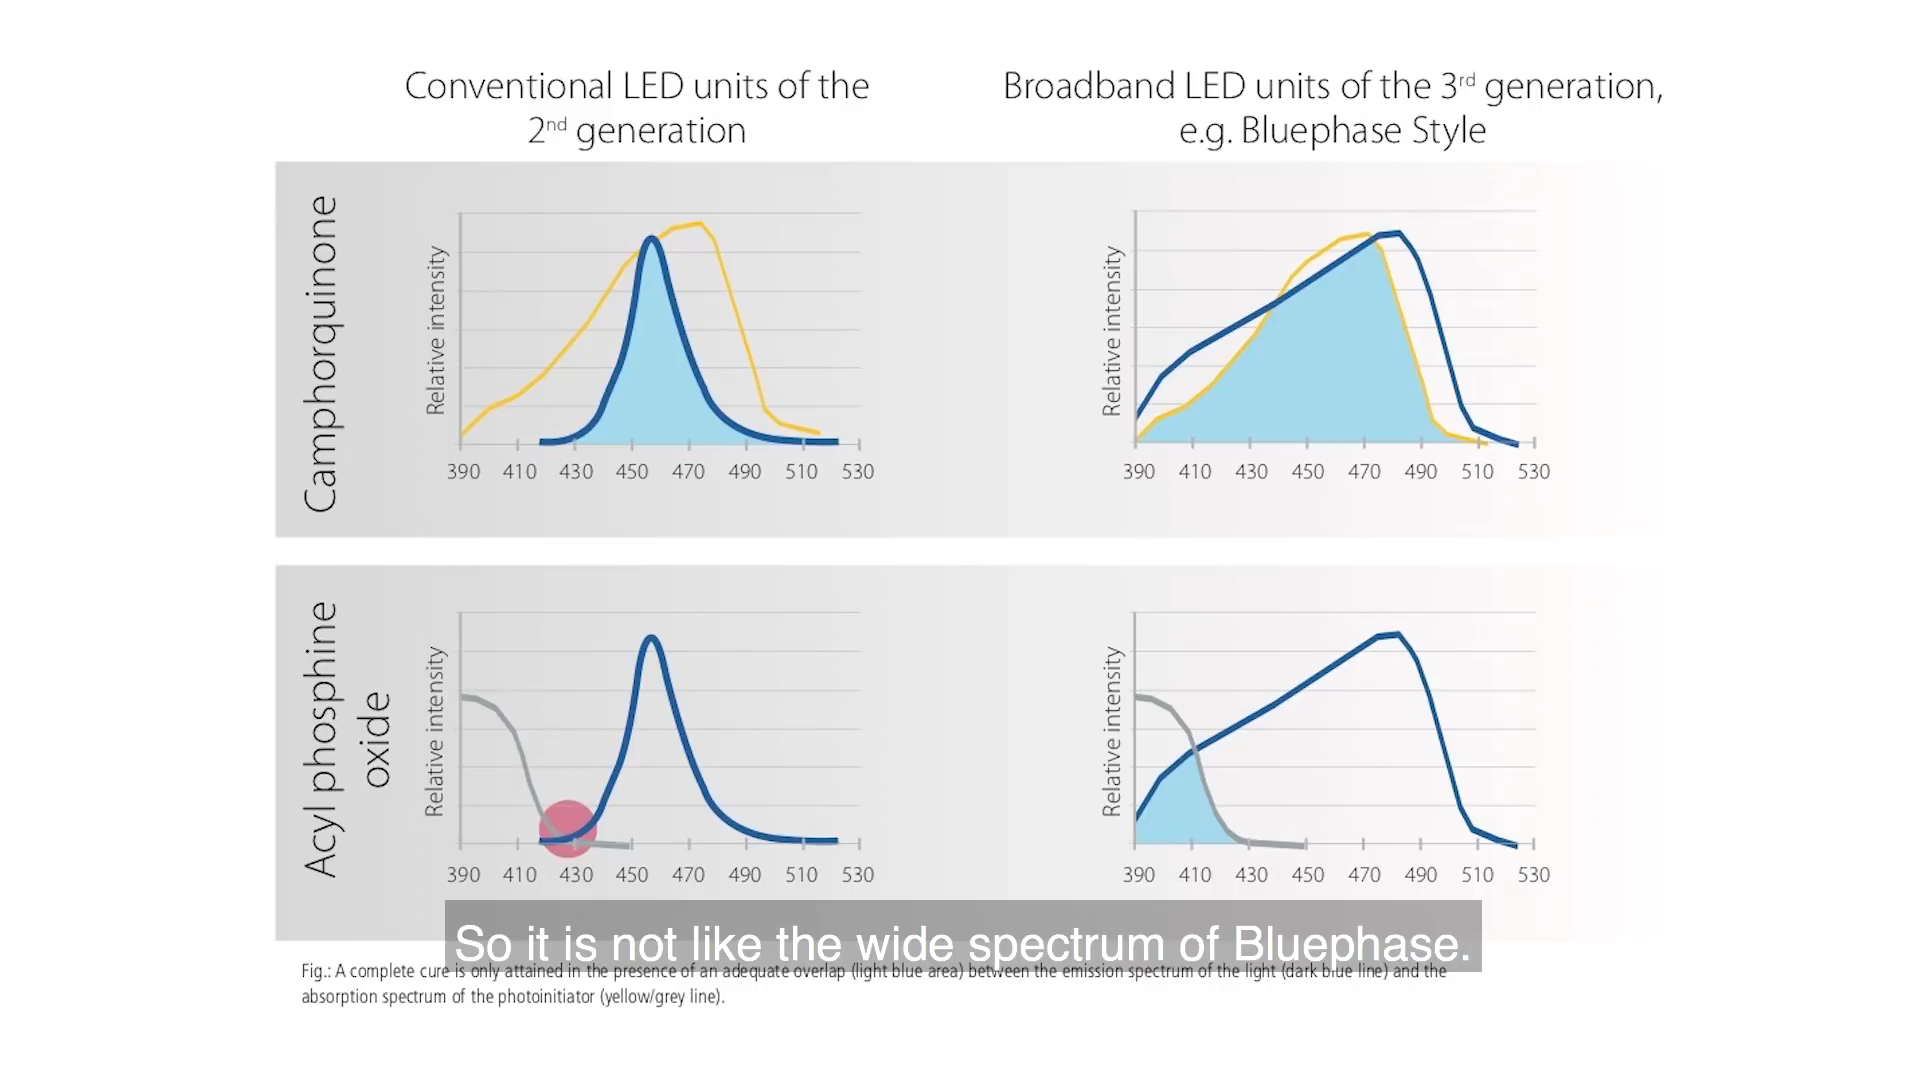 Conventional LED units of the
2nd generation
Broadband LED units of the 3rd generation,
e.g. Bluephase Style
Camphorquinone
Relative intensity
390 410 430 450 470 490 510 530
Relative intensity
390 410 430 450 470 490 510 530
Acyl phosphine
oxide
Relative intensity
390 410 430 450 470 490 510 530
Relative intensity
390 410 430 450 470 490 510 530
So it is not like the wide spectrum of Bluephase.
Fig.: A complete cure is only attained in the presence of an adequate overlap (light blue area) between the emission spectrum of the light (dark blue line) and the
absorption spectrum of the photoinitiator (yellow/grey line).